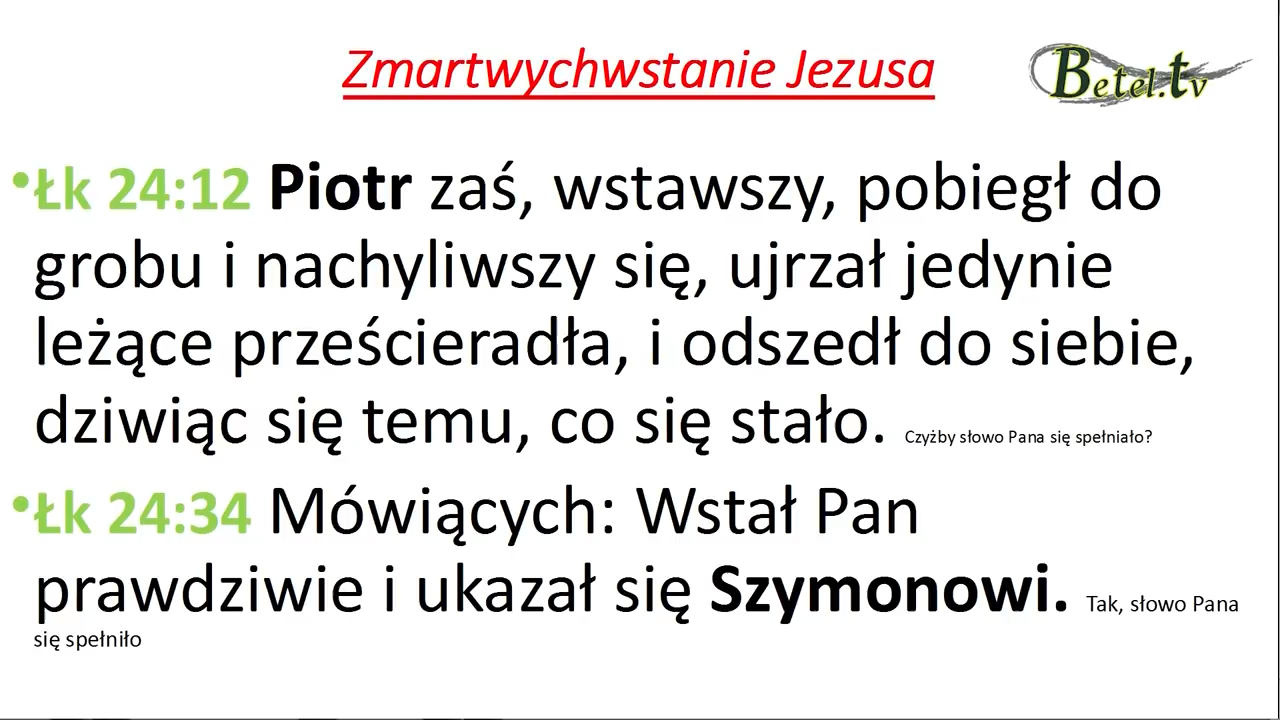 Zmartwychwstanie Jezusa
Betel.tv
•Łk 24:12 Piotr zaś, wstawszy, pobiegł do
grobu i nachyliwszy się, ujrzał jedynie
leżące prześcieradła, i odszedł do siebie,
dziwiąc się temu, co się stało. Czyżby słowo Pana się spełniało?
•Łk 24:34 Mówiących: Wstał Pan
prawdziwie i ukazał się Szymonowi. Tak, słowo Pana
się spełniło